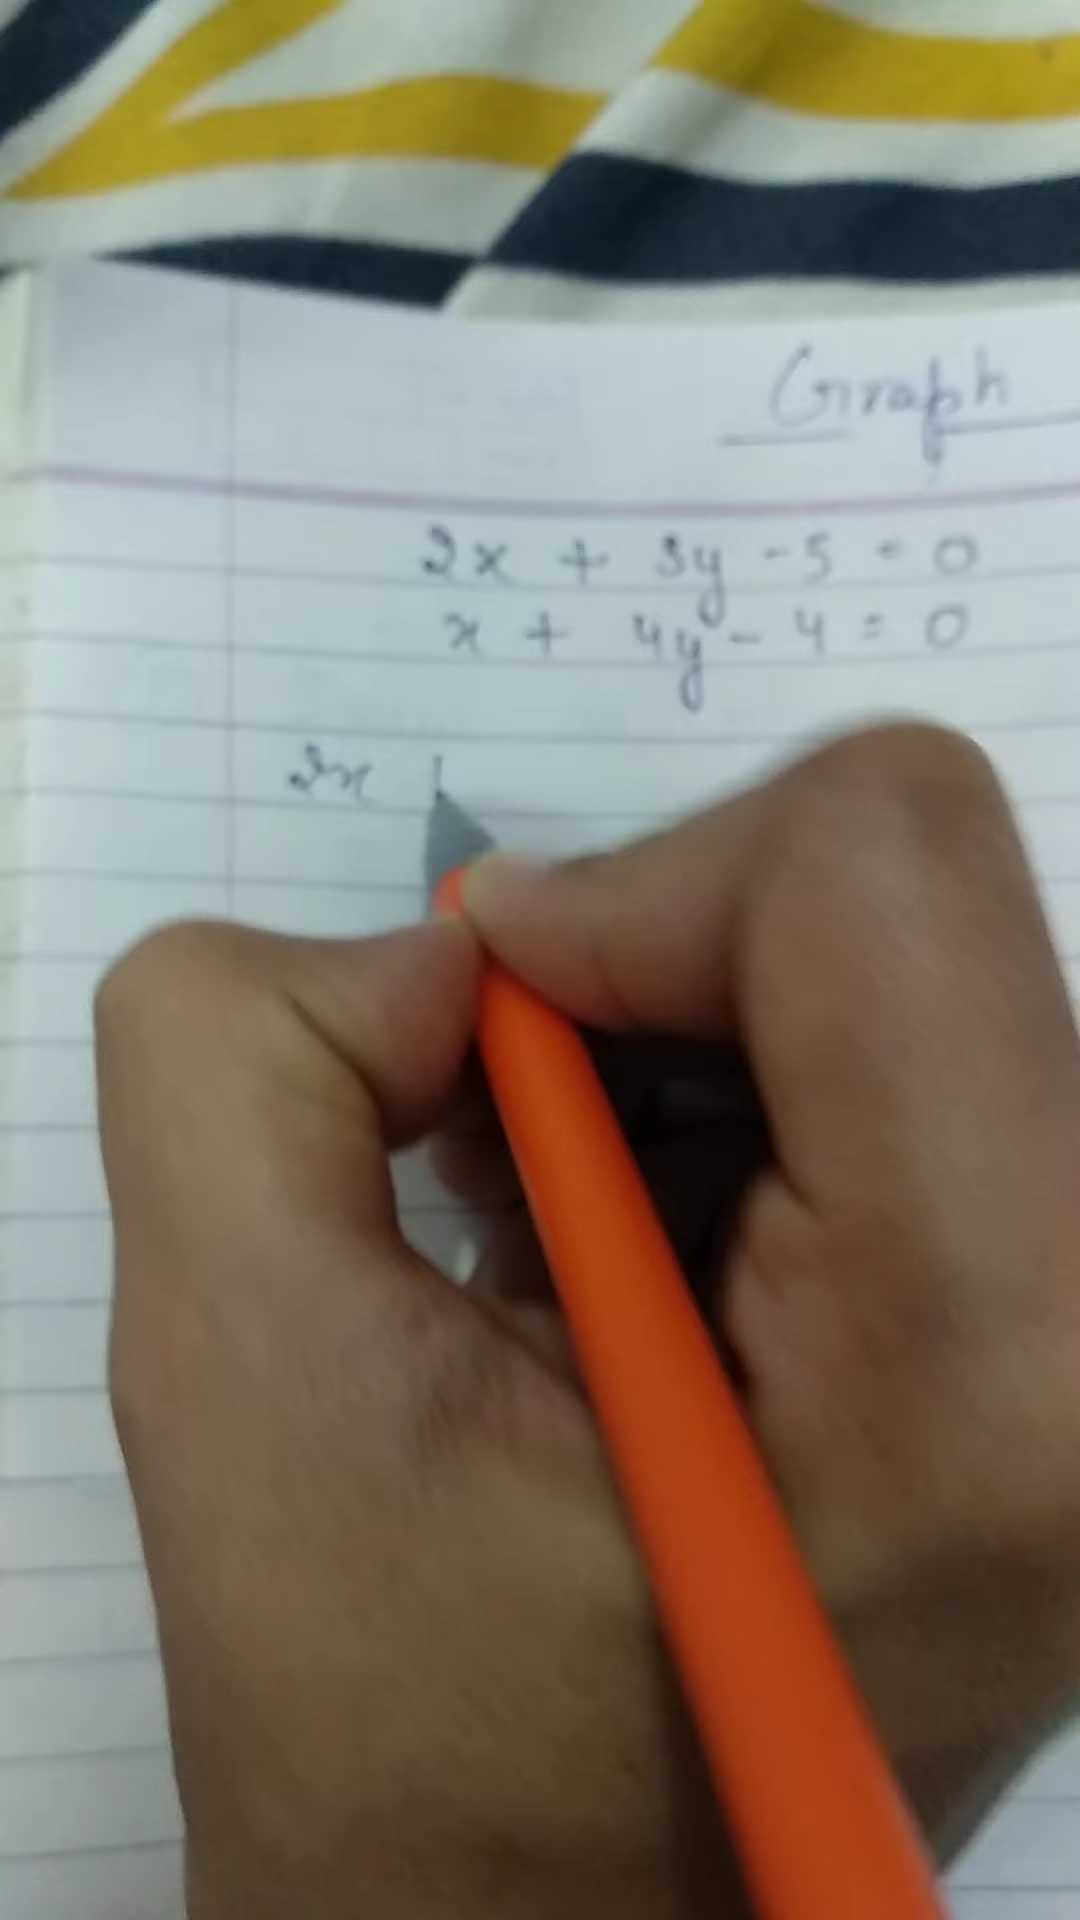 Graph
2x + 3y - 5 = 0
x + 4y - 4 = 0
2x